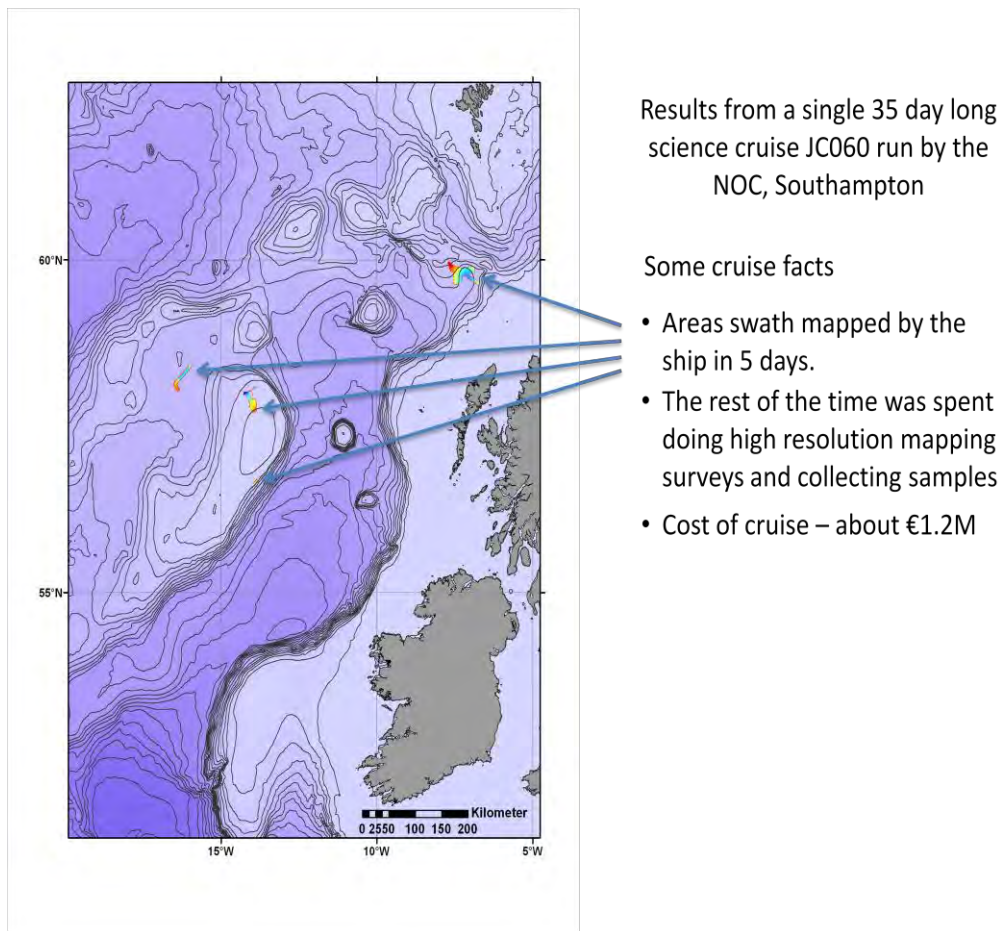 Results from a single 35 day long
science cruise JC060 run by the
NOC, Southampton
Some cruise facts
• Areas swath mapped by the
ship in 5 days.
• The rest of the time was spent
doing high resolution mapping
surveys and collecting samples
• Cost of cruise – about €1.2M
60°N
55°N
Kilometer
0 2550 100 150 200
15°W 10°W 5°W